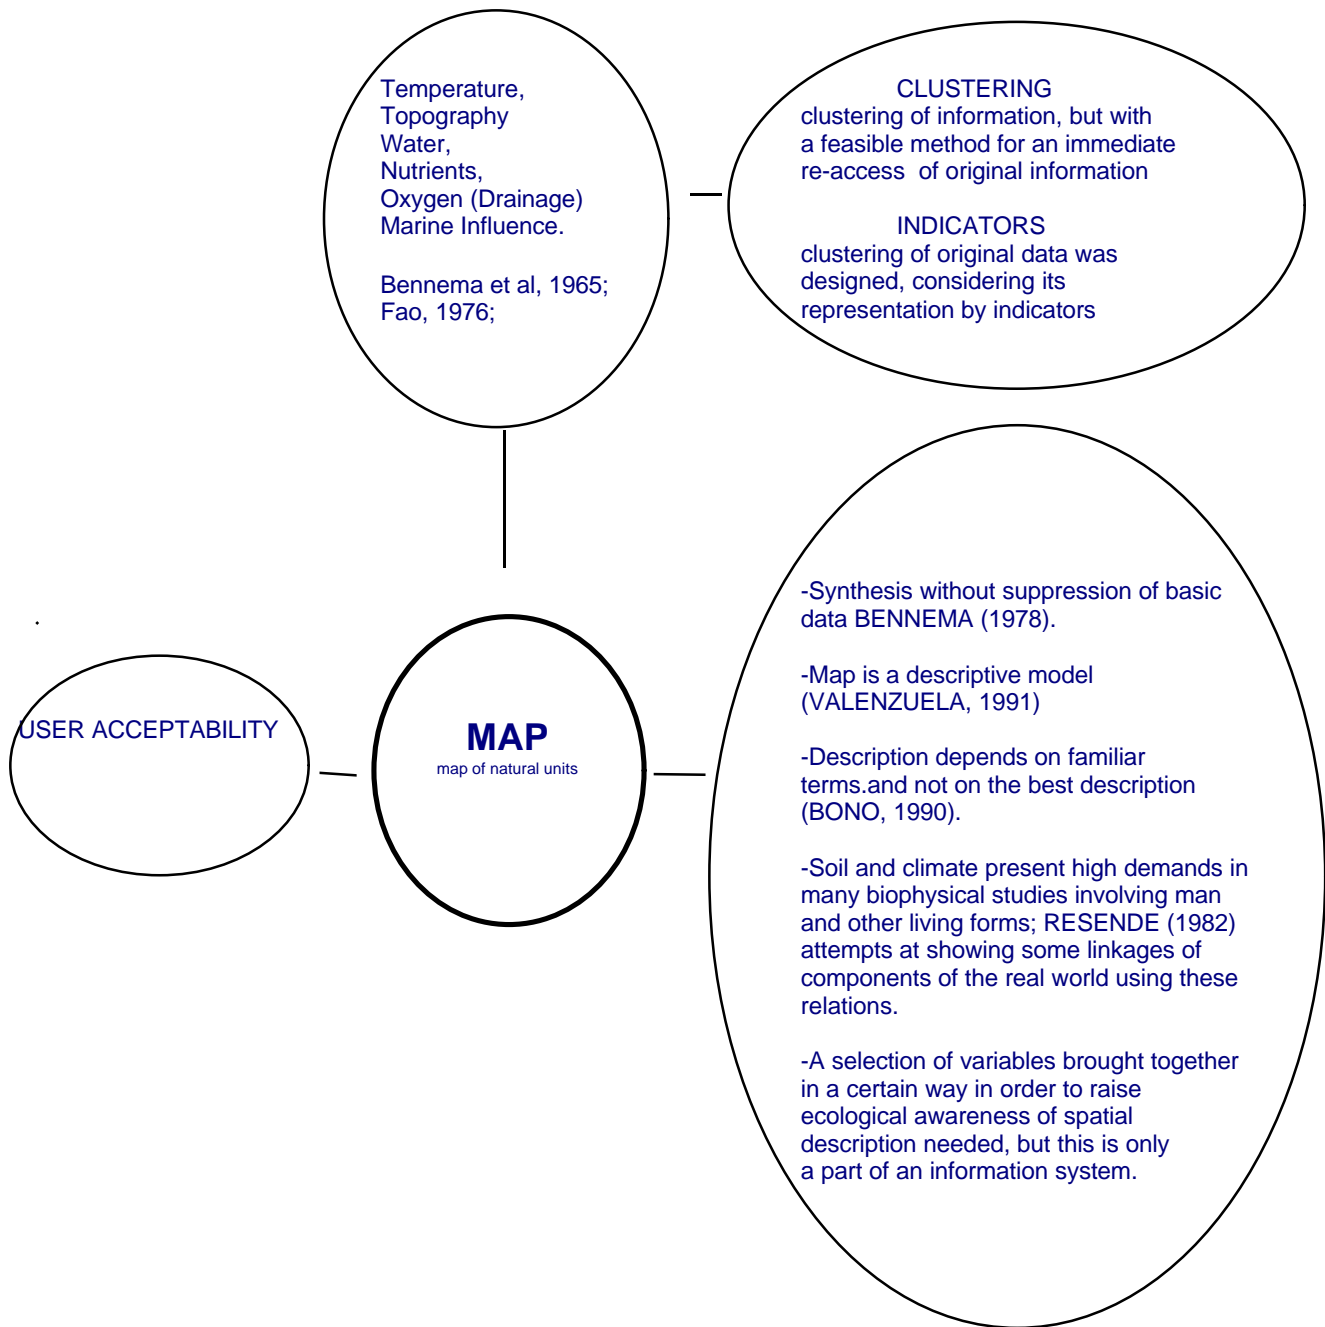 Temperature,
Topography
Water,
Nutrients,
Oxygen (Drainage)
Marine Influence.
Bennema et al, 1965;
Fao, 1976;
CLUSTERING
clustering of information, but with
a feasible method for an immediate
re-access of original information
INDICATORS
clustering of original data was
designed, considering its
representation by indicators
USER ACCEPTABILITY
MAP
map of natural units
-Synthesis without suppression of basic
data BENNEMA (1978).
-Map is a descriptive model
(VALENZUELA, 1991)
-Description depends on familiar
terms.and not on the best description
(BONO, 1990).
-Soil and climate present high demands in
many biophysical studies involving man
and other living forms; RESENDE (1982)
attempts at showing some linkages of
components of the real world using these
relations.
-A selection of variables brought together
in a certain way in order to raise
ecological awareness of spatial
description needed, but this is only
a part of an information system.